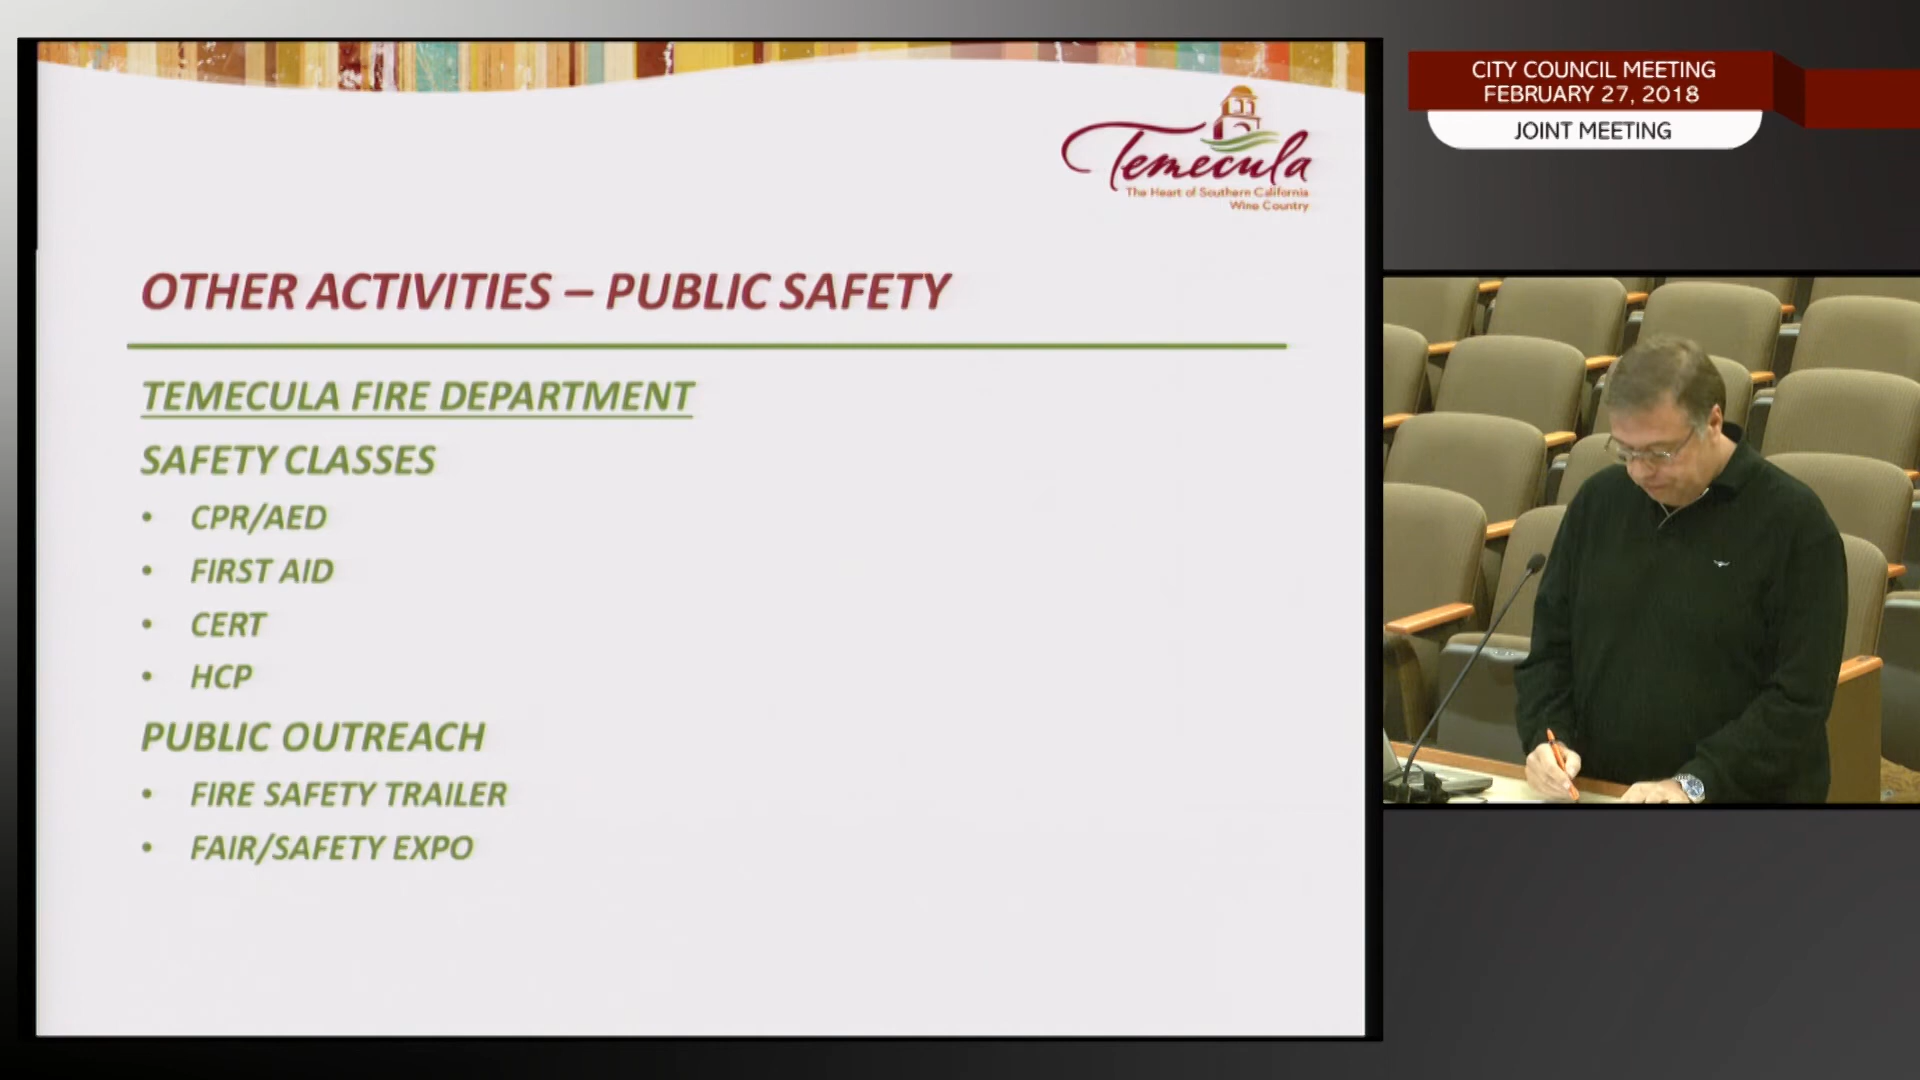 CITY COUNCIL MEETING
FEBRUARY 27, 2018
JOINT MEETING
Temecula
The Heart of Southern California
Wine Country
OTHER ACTIVITIES – PUBLIC SAFETY
TEMECULA FIRE DEPARTMENT
SAFETY CLASSES
• CPR/AED
• FIRST AID
• CERT
• HCP
PUBLIC OUTREACH
• FIRE SAFETY TRAILER
• FAIR/SAFETY EXPO